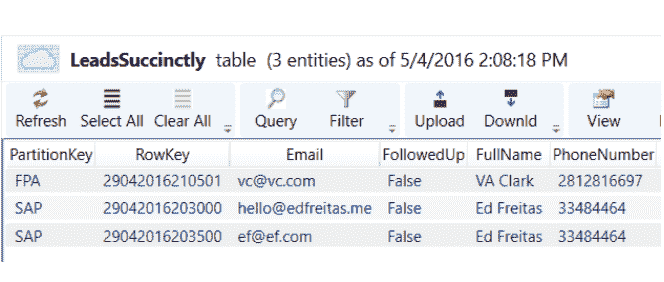 LeadsSuccinctly table (3 entities) as of 5/4/2016 2:08:18 PM
Refresh Select All Clear All Query Filter Upload Downld View
PartitionKey RowKey Email FollowedUp FullName PhoneNumber
FPA 29042016210501 vc@vc.com False VA Clark 2812816697
SAP 29042016203000 hello@edfreitas.me False Ed Freitas 33484464
SAP 29042016203500 ef@ef.com False Ed Freitas 33484464